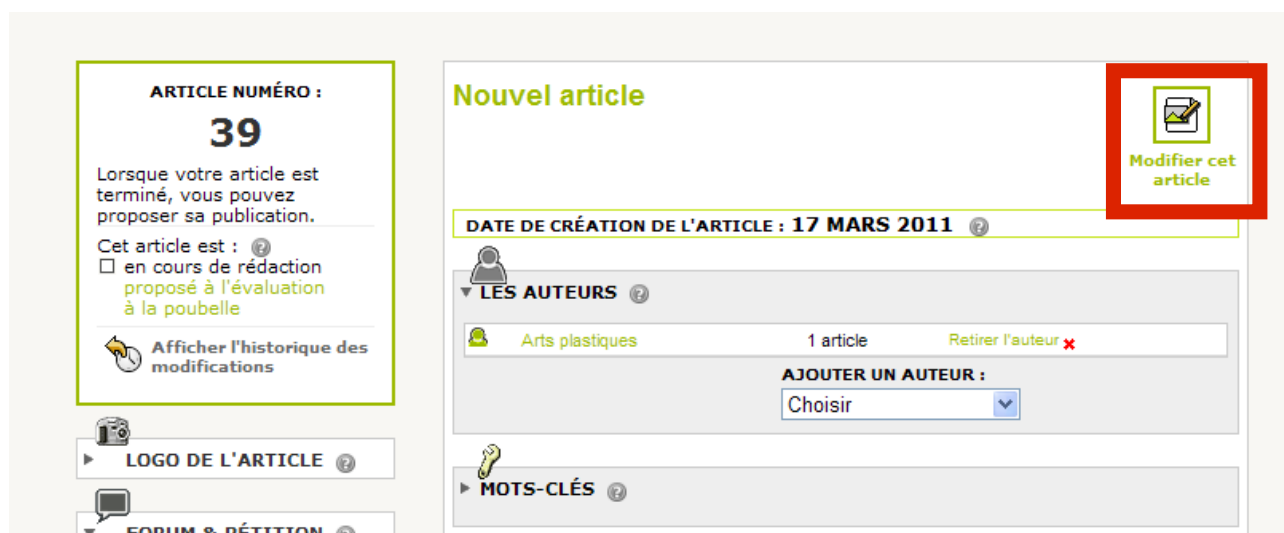 ARTICLE NUMÉRO :
39
Lorsque votre article est
terminé, vous pouvez
proposer sa publication.
Cet article est :
en cours de rédaction
proposé à l'évaluation
à la poubelle
Afficher l'historique des
modifications
LOGO DE L'ARTICLE
FORUM & PÉTITION
Nouvel article
Modifier cet
article
DATE DE CRÉATION DE L'ARTICLE : 17 MARS 2011
LES AUTEURS
Arts plastiques 1 article Retirer l'auteur
AJOUTER UN AUTEUR :
Choisir
MOTS-CLÉS